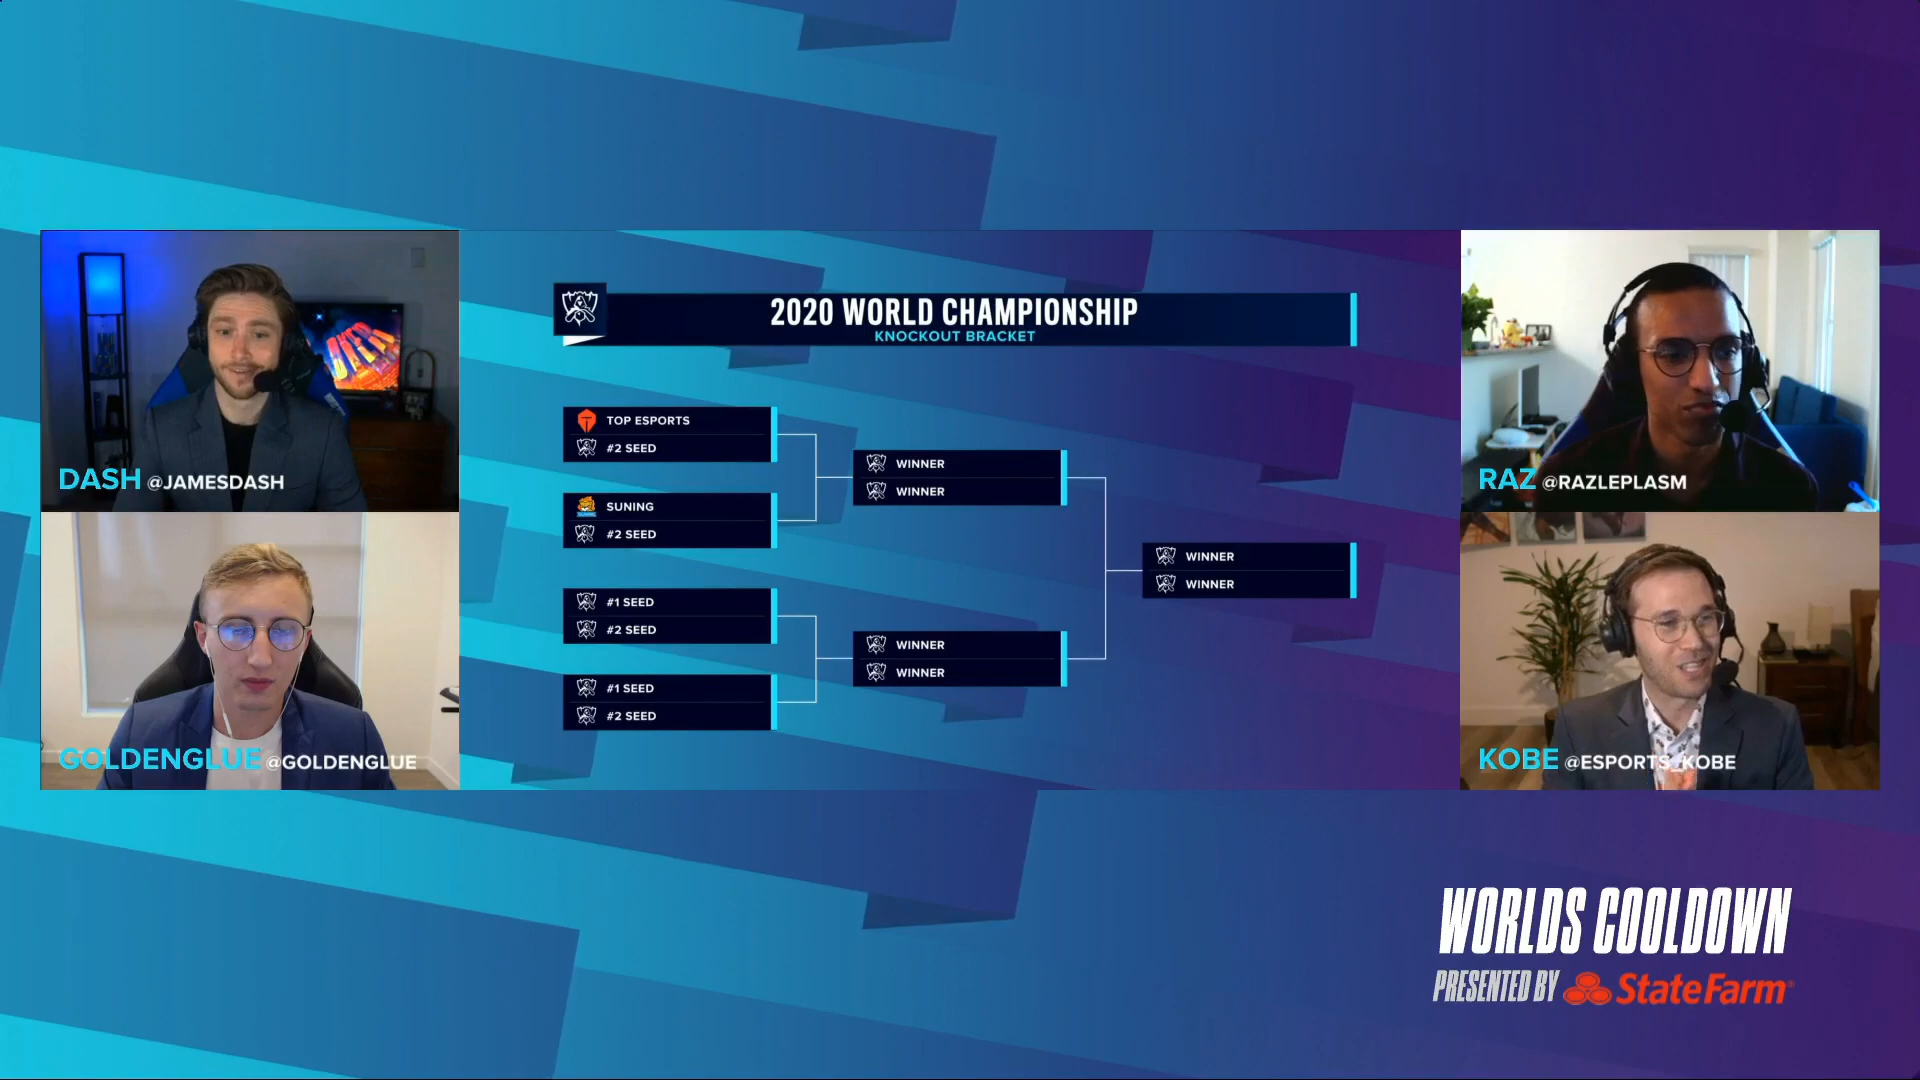 2020 WORLD CHAMPIONSHIP
KNOCKOUT BRACKET
DASH @JAMESDASH
GOLDENGLUE @GOLDENGLUE
TOP ESPORTS
#2 SEED
SUNING
#2 SEED
#1 SEED
#2 SEED
#1 SEED
#2 SEED
WINNER
WINNER
WINNER
WINNER
WINNER
WINNER
RAZ @RAZLEPLASM
KOBE @ESPORTS_KOBE
WORLDS COOLDOWN
PRESENTED BY StateFarm